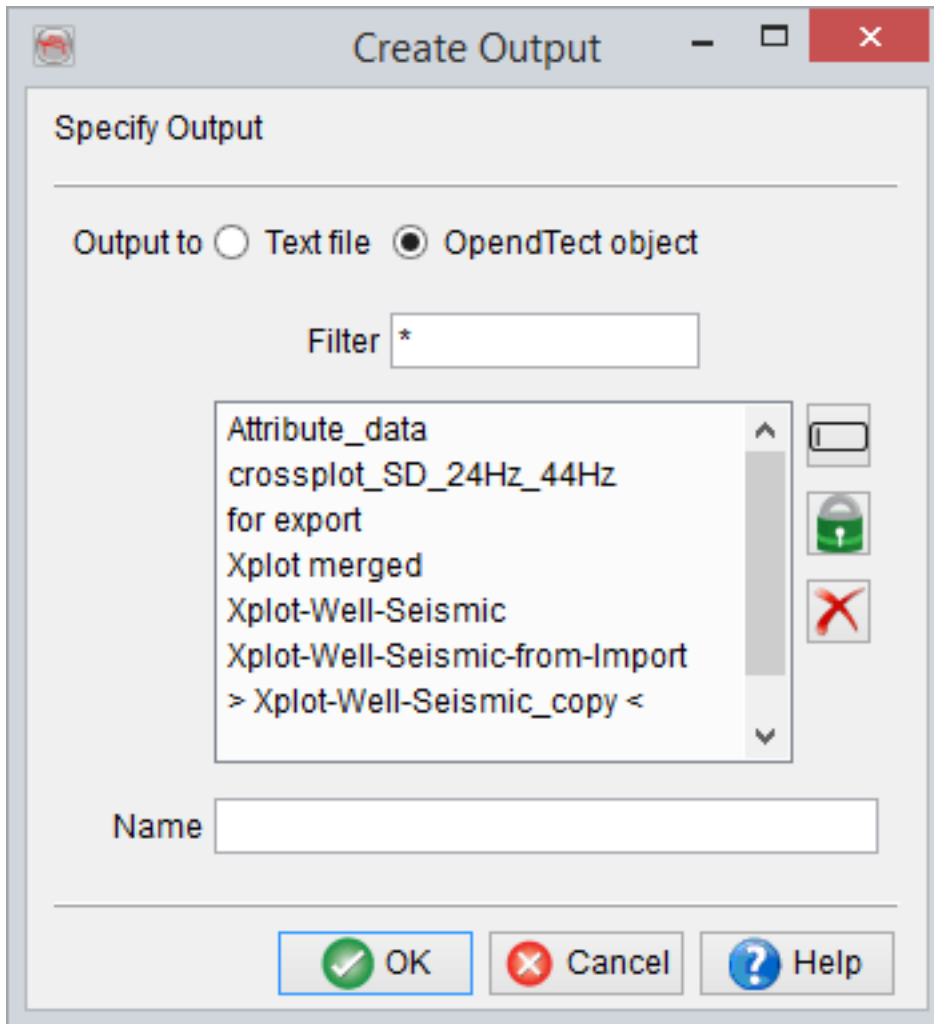 Create Output
Specify Output
Output to Text file OpendTect object
Filter *
Attribute_data
crossplot_SD_24Hz_44Hz
for export
Xplot merged
Xplot-Well-Seismic
Xplot-Well-Seismic-from-Import
> Xplot-Well-Seismic_copy <
Name
OK Cancel Help